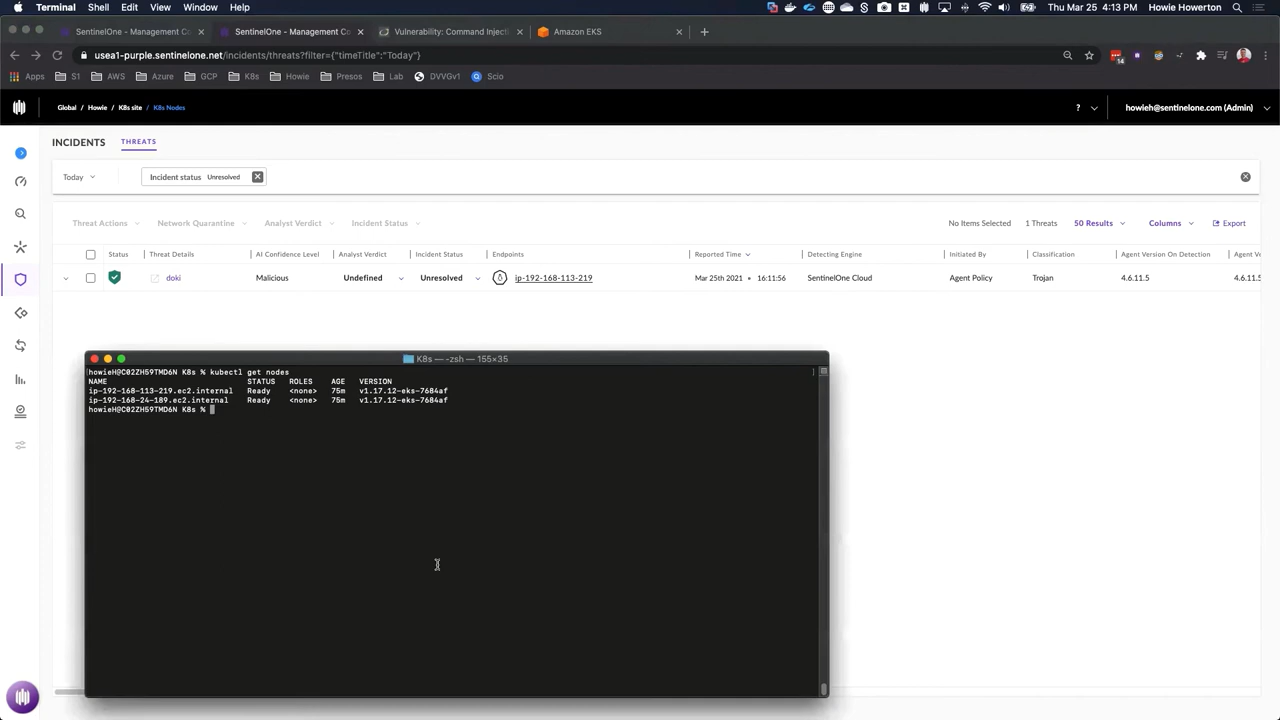 Terminal Shell Edit View Window Help
Thu Mar 25 4:13 PM Howie Howerton
SentinelOne - Management Co
SentinelOne - Management Co
Vulnerability: Command Injecti
Amazon EKS
usea1-purple.sentinelone.net/incidents/threats?filter={"timeTitle":"Today"}
14
Apps S1 AWS Azure GCP K8s Howie Presos Lab DVVGv1 Scio
Global / Howie / K8s site / K8s Nodes
? howieh@sentinelone.com (Admin)
INCIDENTS THREATS
Today Incident status Unresolved
Threat Actions Network Quarantine Analyst Verdict Incident Status No Items Selected 1 Threats 50 Results Columns Export
Status Threat Details AI Confidence Level Analyst Verdict Incident Status Endpoints Reported Time Detecting Engine Initiated By Classification Agent Version On Detection Agent Ve
doki Malicious Undefined Unresolved ip-192-168-113-219 Mar 25th 2021 • 16:11:56 SentinelOne Cloud Agent Policy Trojan 4.6.11.5 4.6.11.5
K8s — -zsh — 155×35
[howieH@C02ZH59TMD6N K8s % kubectl get nodes ]
NAME STATUS ROLES AGE VERSION
ip-192-168-113-219.ec2.internal Ready <none> 75m v1.17.12-eks-7684af
ip-192-168-24-189.ec2.internal Ready <none> 75m v1.17.12-eks-7684af
howieH@C02ZH59TMD6N K8s %